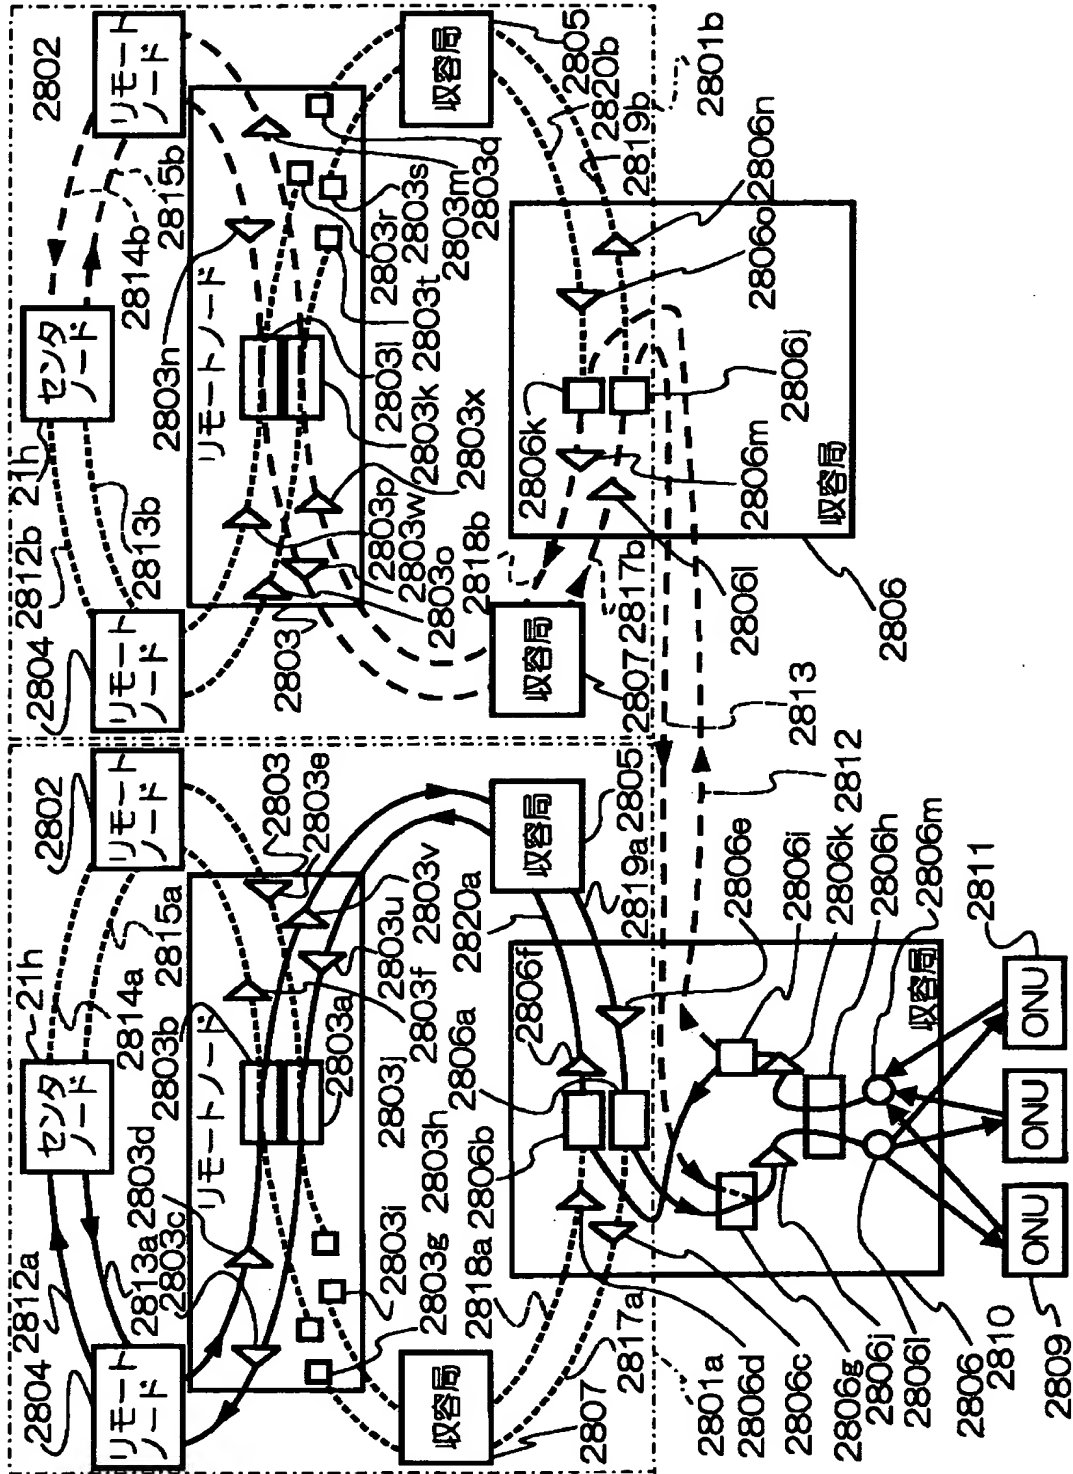 2804
リモート
ノード
2812a
2813a
2803c
2803d
センタ
ノード
21h
2814a
2815a
2802
リモート
ノード
リモートノード
2803b
2803a
2803f
2803u
2803v
2803e
2803
2803j
2803h
2803i
2803g
2807
収容局
2818a
2817a
2801a
2805
収容局
2820a
2819a
2806f
2806a
2806b
2806e
2806i
2806k
2806h
2806m
2806d
2806c
2806g
2806j
2806l
2806
収容局
2810
2809
2811
ONU
ONU
ONU
2812
2813
2804
リモート
ノード
2812b
2813b
21h
センタ
ノード
2814b
2815b
2802
リモート
ノード
リモートノード
2803n
2803
2803o
2803w
2803p
2803x
2803k
2803l
2803t
2803r
2803s
2803m
2803q
2807
収容局
2818b
2817b
2805
収容局
2820b
2819b
2801b
2806k
2806m
2806l
2806j
2806o
2806n
収容局
2806